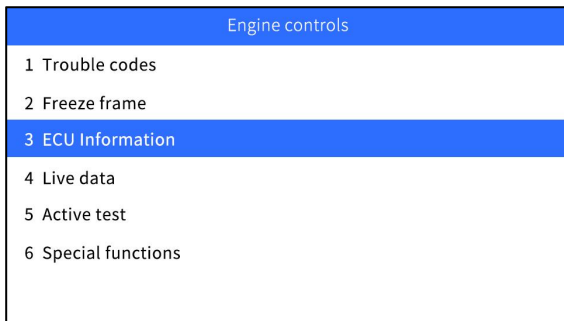 Engine controls
1 Trouble codes
2 Freeze frame
3 ECU Information
4 Live data
5 Active test
6 Special functions